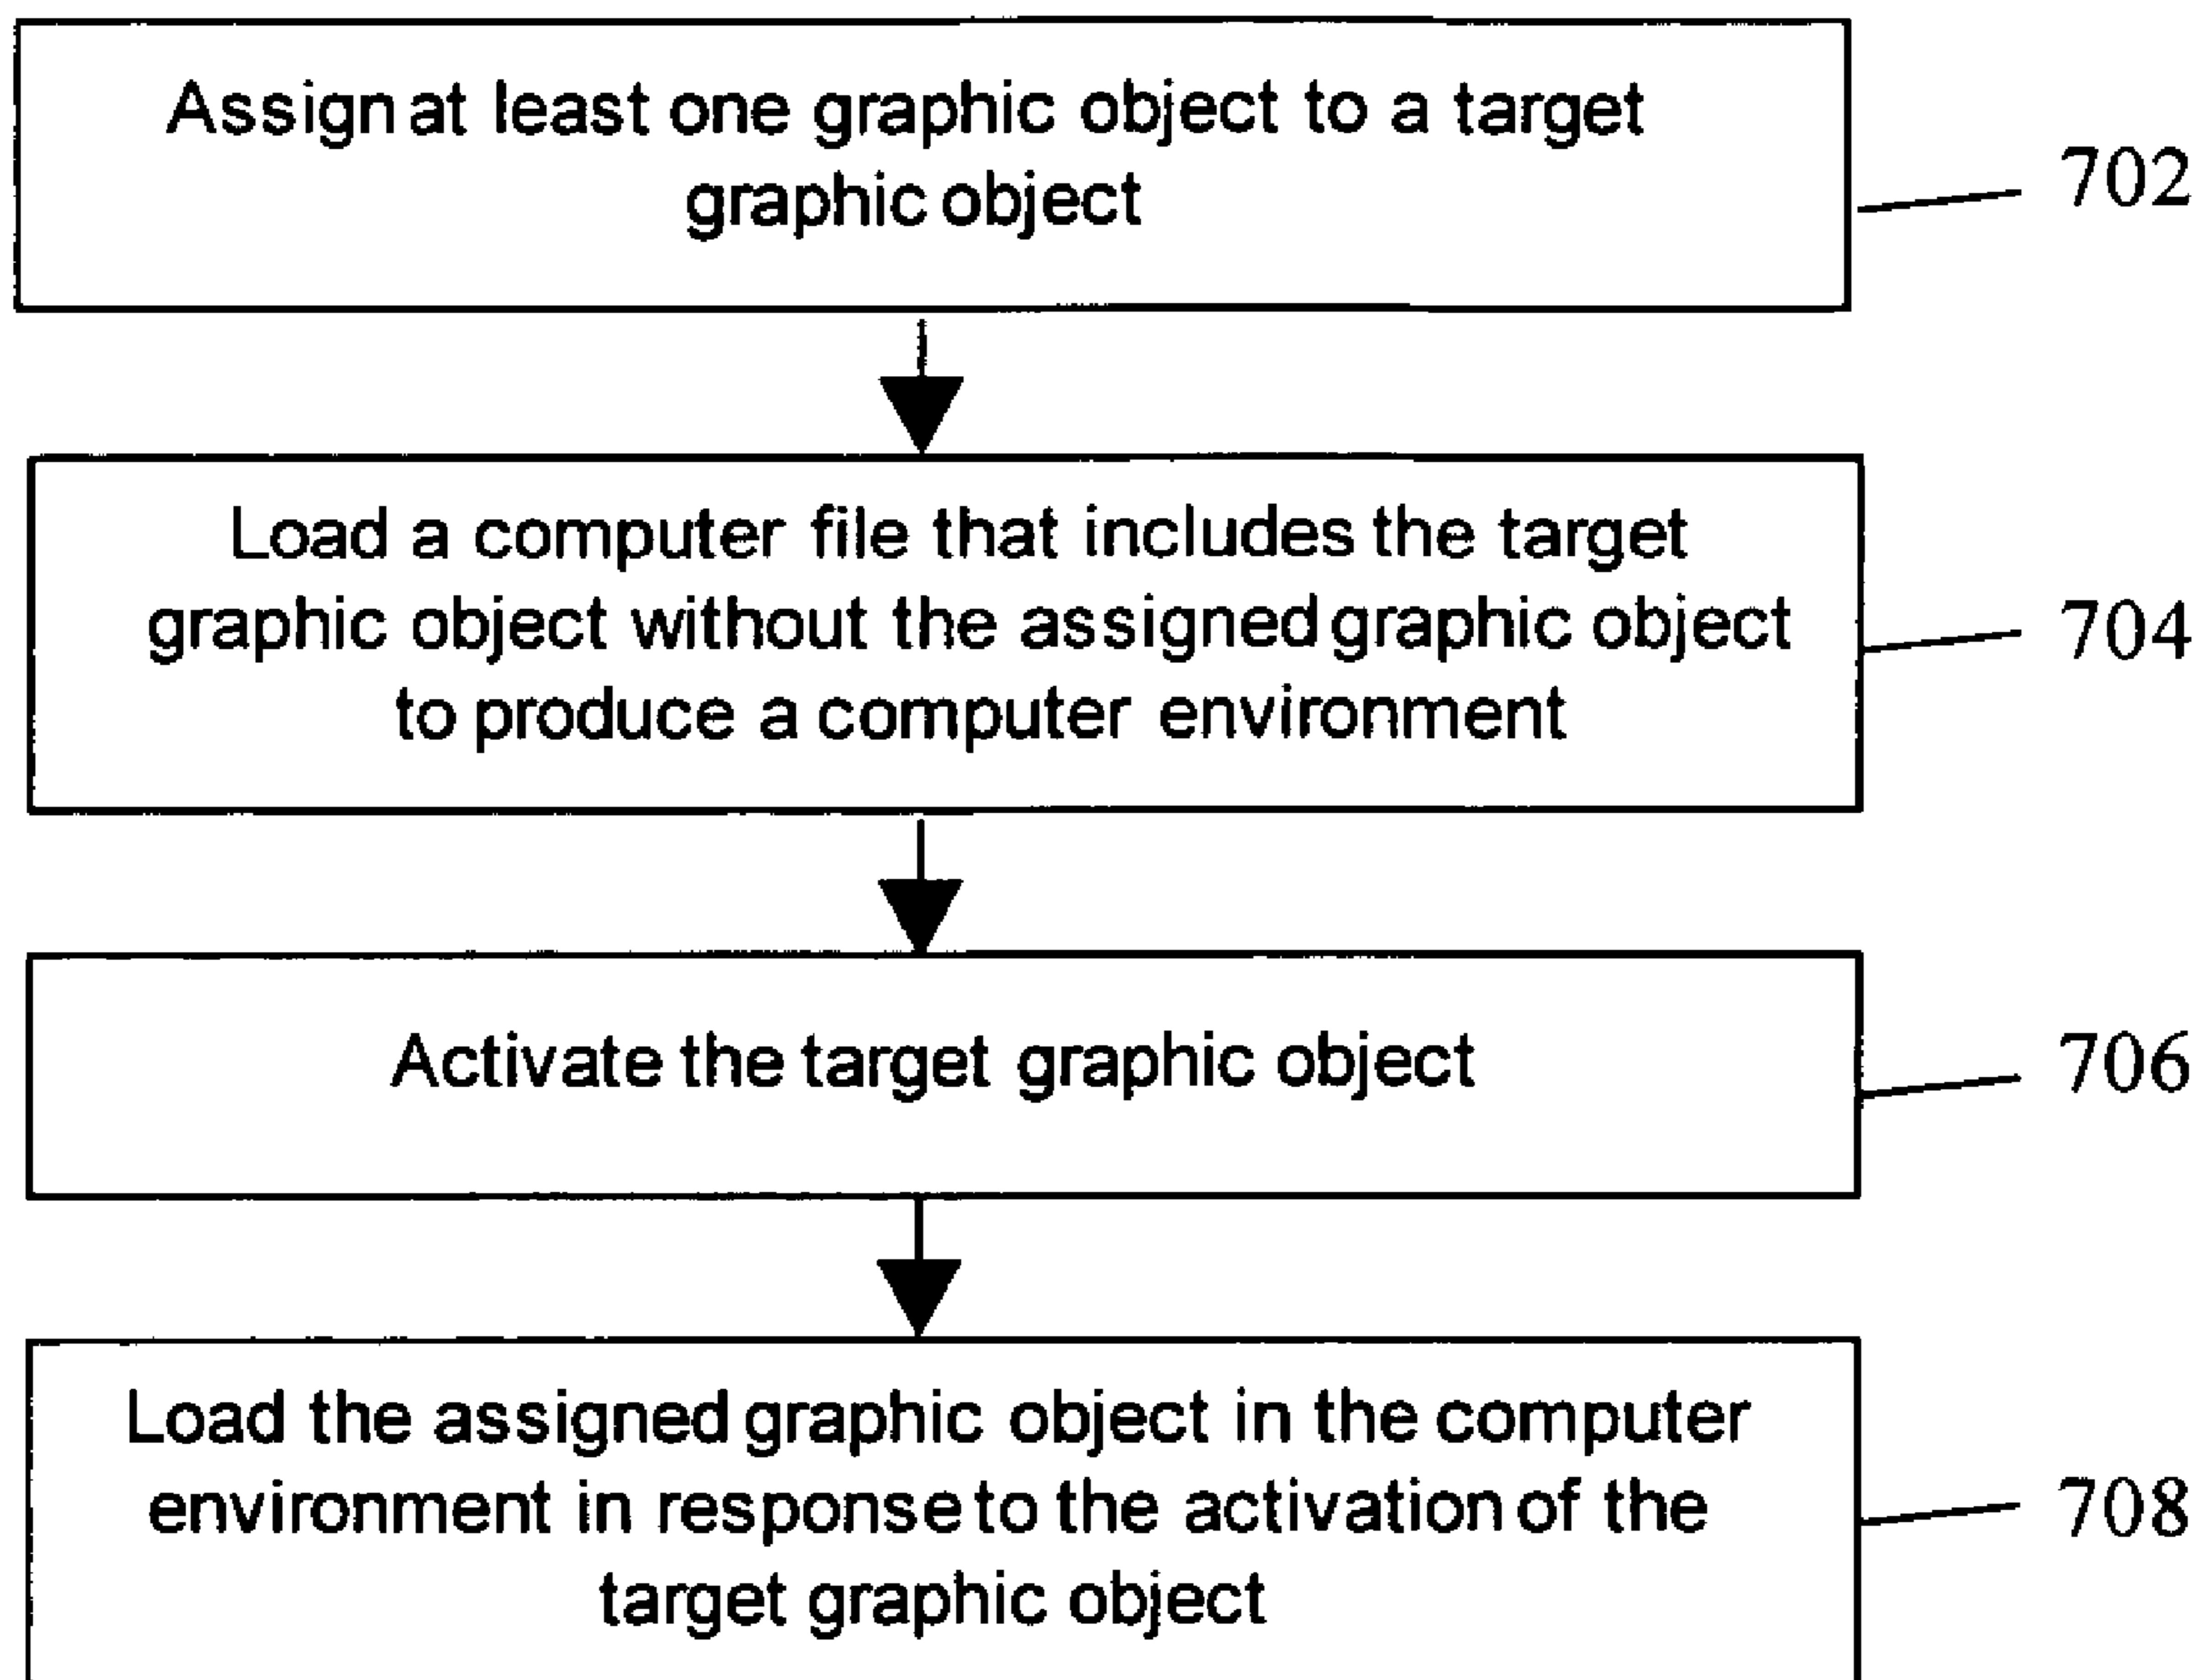 Assign at least one graphic object to a target
graphic object
702
Load a computer file that includes the target
graphic object without the assigned graphic object
to produce a computer environment
704
Activate the target graphic object
706
Load the assigned graphic object in the computer
environment in response to the activation of the
target graphic object
708